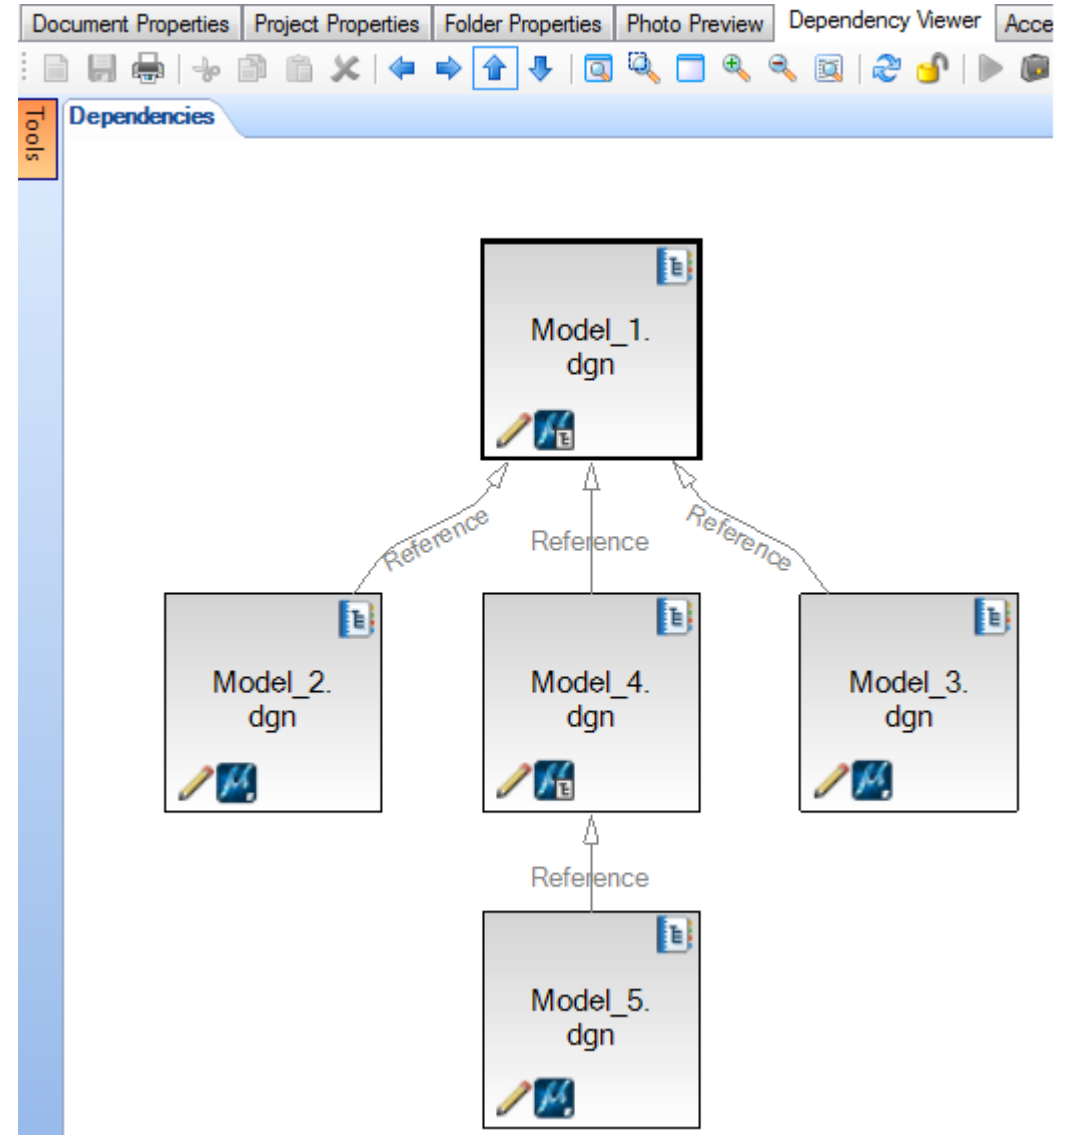 Document Properties Project Properties Folder Properties Photo Preview Dependency Viewer Acce
Tools
Dependencies
Model_1.
dgn
Reference Reference Reference
Model_2. Model_4. Model_3.
dgn dgn dgn
Reference
Model_5.
dgn